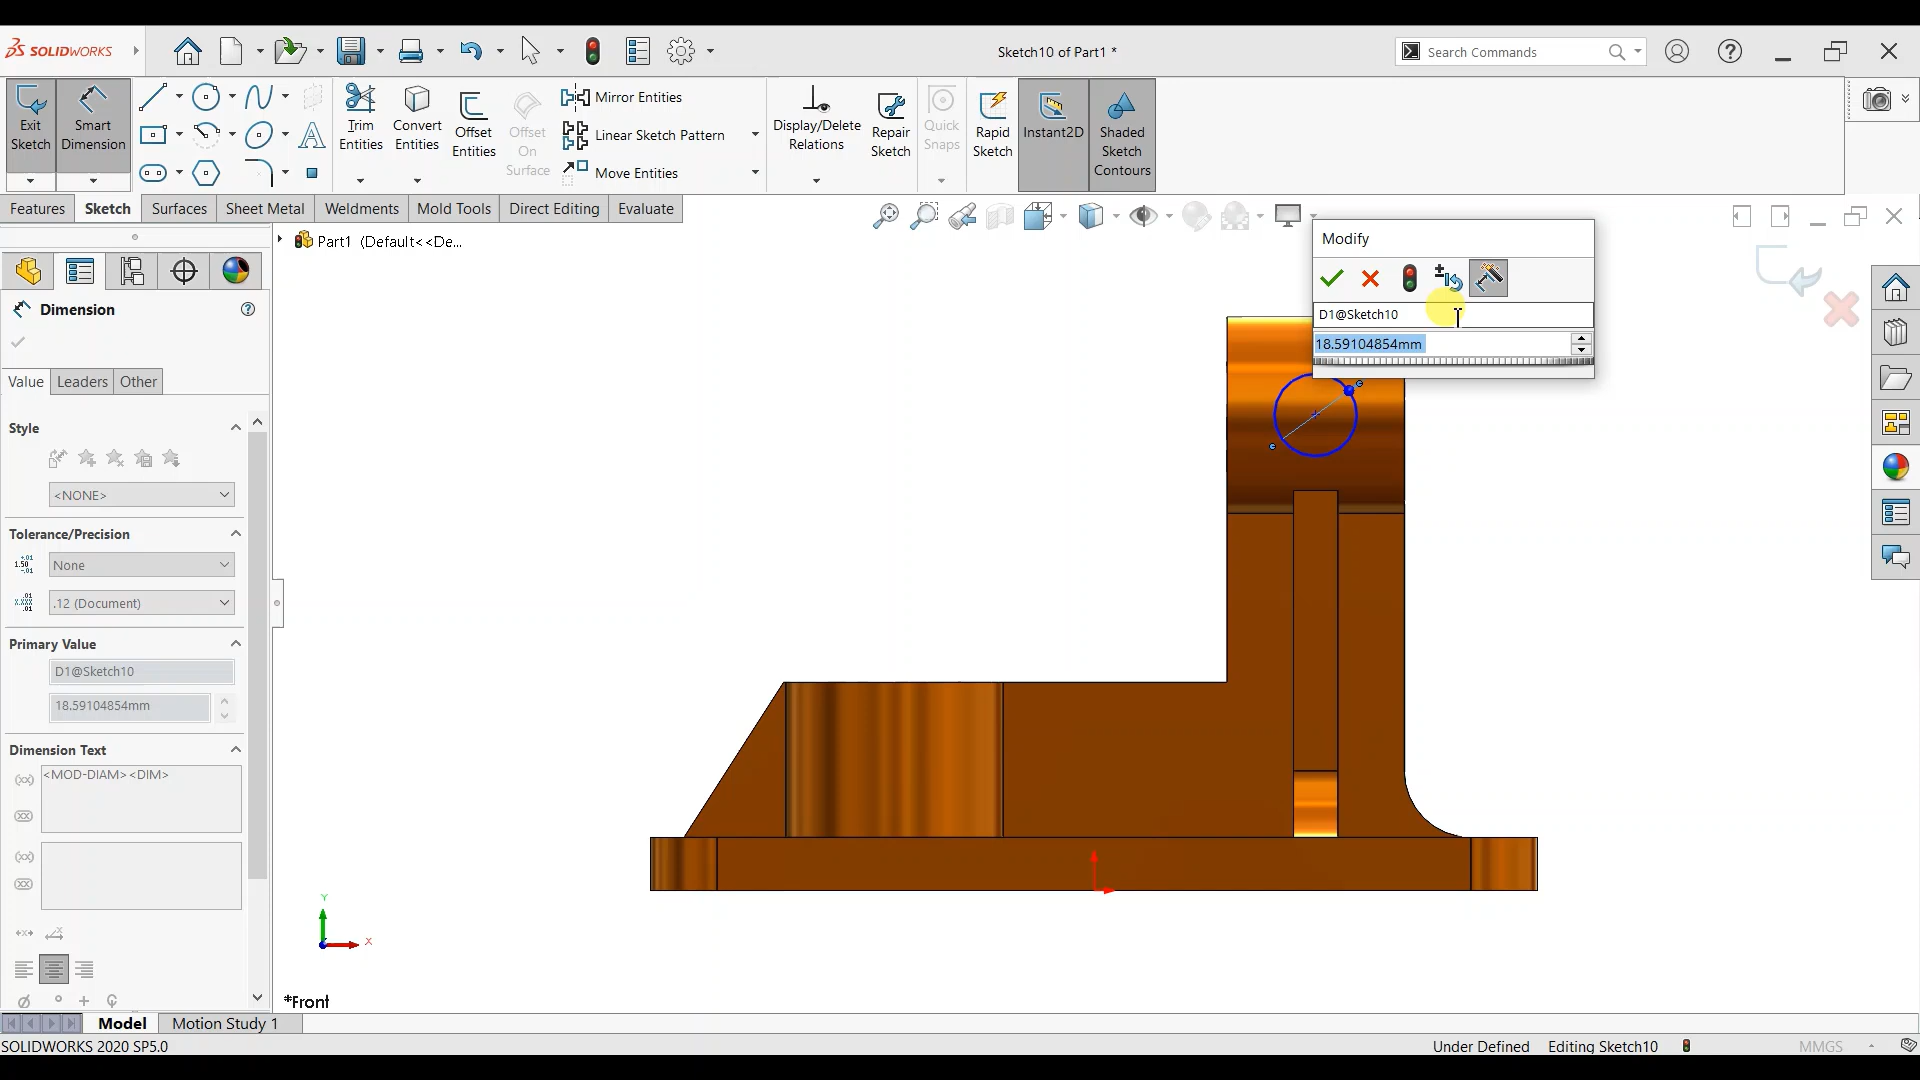 SOLIDWORKS
Sketch10 of Part1 *
Search Commands
Exit Sketch
Smart Dimension
Trim Entities
Convert Entities
Offset Entities
Offset On Surface
Mirror Entities
Linear Sketch Pattern
Move Entities
Display/Delete Relations
Repair Sketch
Quick Snaps
Rapid Sketch
Instant2D
Shaded Sketch Contours
Features
Sketch
Surfaces
Sheet Metal
Weldments
Mold Tools
Direct Editing
Evaluate
Part1 (Default<<De...
Modify
D1@Sketch10
18.59104854mm
Dimension
Value
Leaders
Other
Style
<NONE>
Tolerance/Precision
None
.12 (Document)
Primary Value
D1@Sketch10
18.59104854mm
Dimension Text
<MOD-DIAM><DIM>
Y
X
*Front
Model
Motion Study 1
SOLIDWORKS 2020 SP5.0
Under Defined
Editing Sketch10
MMGS